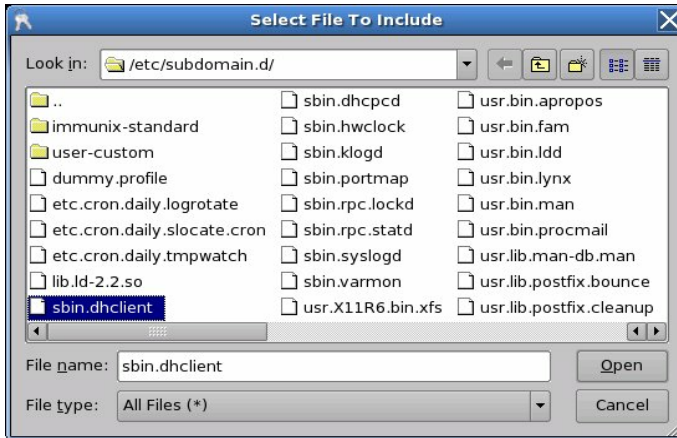 Select File To Include
Look in: /etc/subdomain.d/
..
immunix-standard
user-custom
dummy.profile
etc.cron.daily.logrotate
etc.cron.daily.slocate.cron
etc.cron.daily.tmpwatch
lib.ld-2.2.so
sbin.dhclient
sbin.dhcpcd
sbin.hwclock
sbin.klogd
sbin.portmap
sbin.rpc.lockd
sbin.rpc.statd
sbin.syslogd
sbin.varmon
usr.X11R6.bin.xfs
usr.bin.apropos
usr.bin.fam
usr.bin.ldd
usr.bin.lynx
usr.bin.man
usr.bin.procmail
usr.lib.man-db.man
usr.lib.postfix.bounce
usr.lib.postfix.cleanup
File name: sbin.dhclient
Open
File type: All Files (*)
Cancel